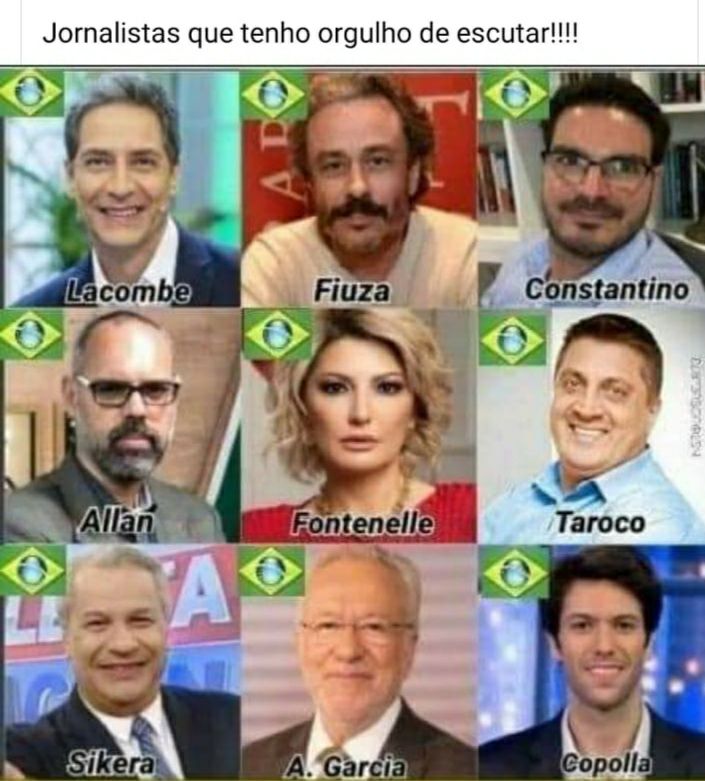 Jornalistas que tenho orgulho de escutar!!!!
Lacombe
Fiuza
Constantino
Allan
Fontenelle
Taroco
Sikera
A. Garcia
Copolla